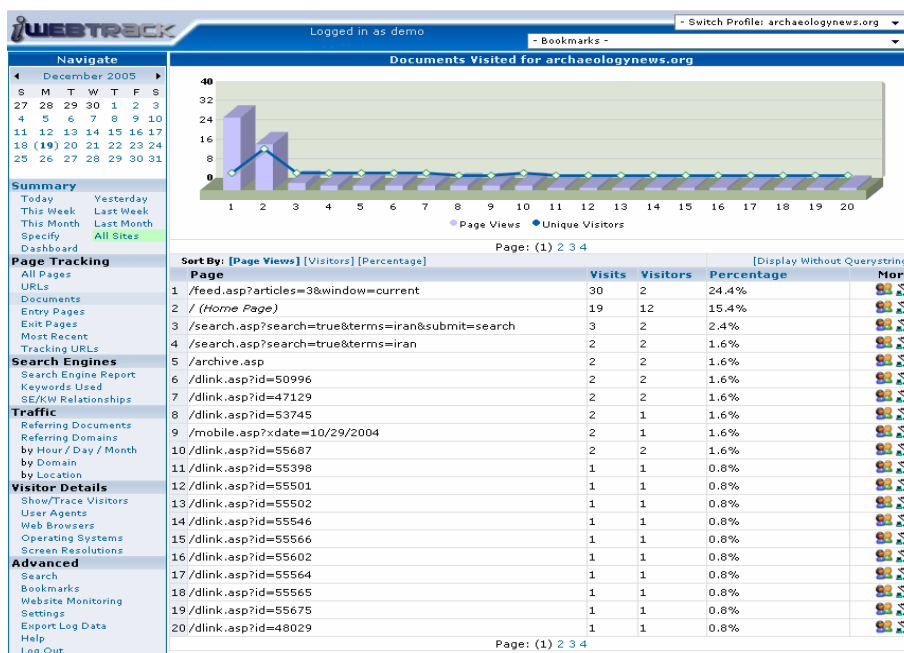 iWEBTRACK
Logged in as demo
- Switch Profile: archaeologynews.org
- Bookmarks -
Navigate
December 2005
S M T W T F S
27 28 29 30 1 2 3
4 5 6 7 8 9 10
11 12 13 14 15 16 17
18 (19) 20 21 22 23 24
25 26 27 28 29 30 31
Summary
Today Yesterday
This Week Last Week
This Month Last Month
Specify All Sites
Dashboard
Page Tracking
All Pages
URLs
Documents
Entry Pages
Exit Pages
Most Recent
Tracking URLs
Search Engines
Search Engine Report
Keywords Used
SE/KW Relationships
Traffic
Referring Documents
Referring Domains
by Hour / Day / Month
by Domain
by Location
Visitor Details
Show/Trace Visitors
User Agents
Web Browsers
Operating Systems
Screen Resolutions
Advanced
Search
Bookmarks
Website Monitoring
Settings
Export Log Data
Help
Log Out
Documents Visited for archaeologynews.org
40
32
24
16
8
0
1 2 3 4 5 6 7 8 9 10 11 12 13 14 15 16 17 18 19 20
Page Views Unique Visitors
Page: (1) 2 3 4
Sort By: [Page Views] [Visitors] [Percentage] [Display Without Querystring
Page Visits Visitors Percentage Mor
1 /feed.asp?articles=3&window=current 30 2 24.4%
2 / (Home Page) 19 12 15.4%
3 /search.asp?search=true&terms=iran&submit=search 3 2 2.4%
4 /search.asp?search=true&terms=iran 2 2 1.6%
5 /archive.asp 2 2 1.6%
6 /dlink.asp?id=50996 2 2 1.6%
7 /dlink.asp?id=47129 2 2 1.6%
8 /dlink.asp?id=53745 2 1 1.6%
9 /mobile.asp?xdate=10/29/2004 2 1 1.6%
10 /dlink.asp?id=55687 2 2 1.6%
11 /dlink.asp?id=55398 1 1 0.8%
12 /dlink.asp?id=55501 1 1 0.8%
13 /dlink.asp?id=55502 1 1 0.8%
14 /dlink.asp?id=55546 1 1 0.8%
15 /dlink.asp?id=55566 1 1 0.8%
16 /dlink.asp?id=55602 1 1 0.8%
17 /dlink.asp?id=55564 1 1 0.8%
18 /dlink.asp?id=55565 1 1 0.8%
19 /dlink.asp?id=55675 1 1 0.8%
20 /dlink.asp?id=48029 1 1 0.8%
Page: (1) 2 3 4